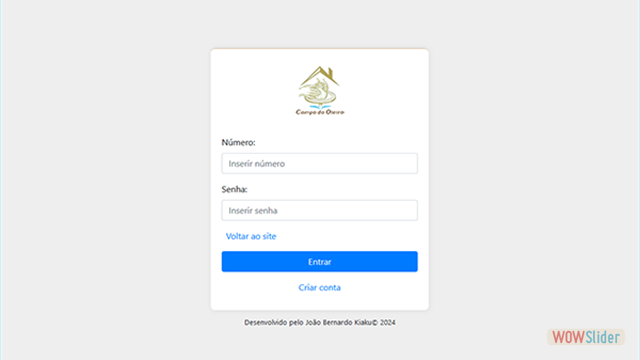 Campo do Oleiro
Número:
Inserir número
Senha:
Inserir senha
Voltar ao site
Entrar
Criar conta
Desenvolvido pelo João Bernardo Kiaku© 2024
WOWSlider